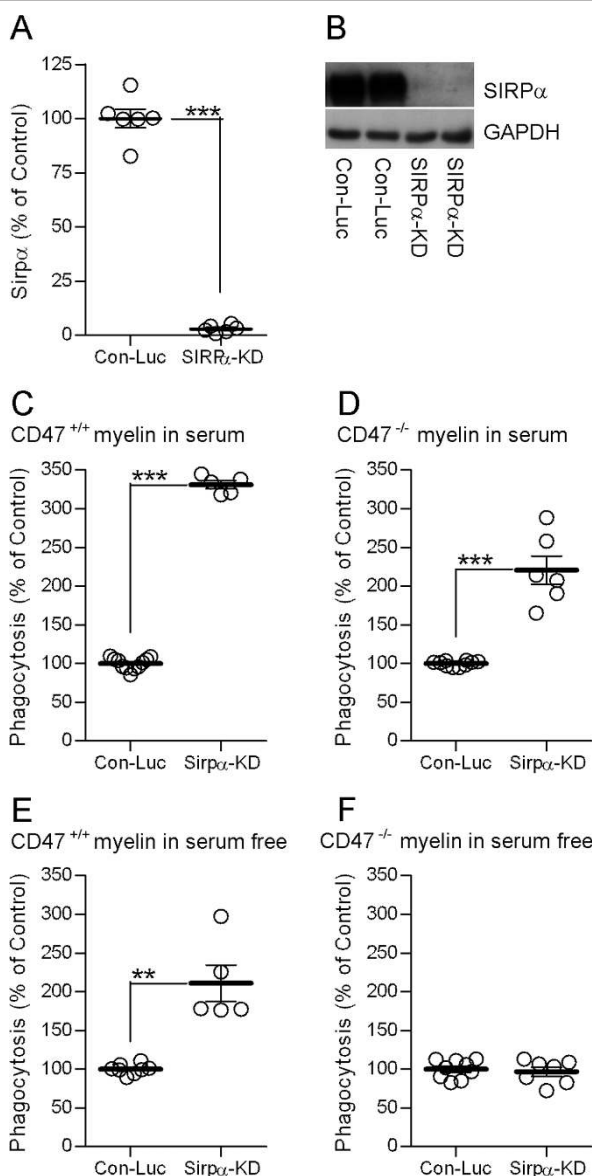 A
Sirpα (% of Control)
125
100
75
50
25
0
***
Con-Luc
SIRPα-KD
B
SIRPα
GAPDH
Con-Luc
Con-Luc
SIRPα-KD
SIRPα-KD
C
CD47 +/+ myelin in serum
Phagocytosis (% of Control)
350
300
250
200
150
100
50
0
***
Con-Luc
Sirpα-KD
D
CD47 -/- myelin in serum
Phagocytosis (% of Control)
350
300
250
200
150
100
50
0
***
Con-Luc
Sirpα-KD
E
CD47 +/+ myelin in serum free
Phagocytosis (% of Control)
350
300
250
200
150
100
50
0
**
Con-Luc
Sirpα-KD
F
CD47 -/- myelin in serum free
Phagocytosis (% of Control)
350
300
250
200
150
100
50
0
Con-Luc
Sirpα-KD